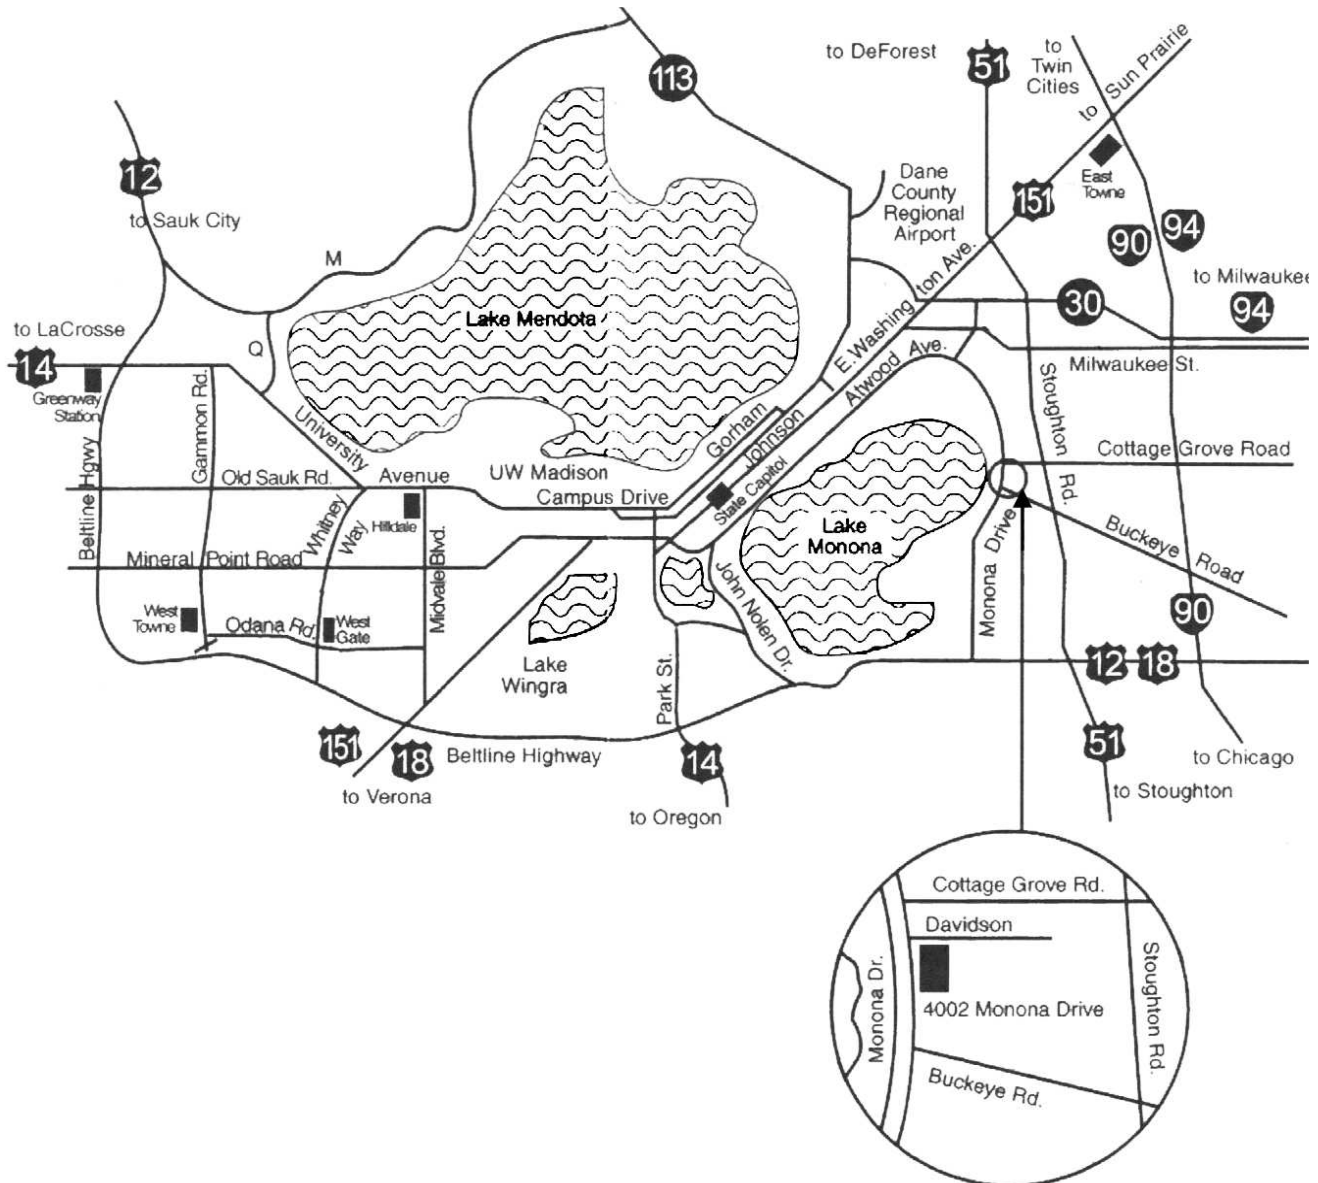 to DeForest
51
to
Twin
Cities
to Sun Prairie
113
12
to Sauk City
Dane
County
Regional
Airport
151
East
Towne
90
94
M
to Milwaukee
94
30
to LaCrosse
14
Lake Mendota
Q
E. Washington Ave.
Atwood Ave.
Milwaukee St.
Greenway
Station
Gammon Rd.
University
Avenue
Gorham
Johnson
State Capitol
Stoughton Rd.
Cottage Grove Road
Beltline Hgwy
Old Sauk Rd.
UW Madison
Campus Drive
Hilldale
Whitney
Way
Midvale Blvd.
Lake
Monona
Monona Drive
Buckeye Road
Mineral Point Road
West
Towne
Odana Rd.
West
Gate
John Nolen Dr.
90
Lake
Wingra
Park St.
12
18
151
18
Beltline Highway
14
51
to Chicago
to Verona
to Oregon
to Stoughton
Cottage Grove Rd.
Davidson
Monona Dr.
4002 Monona Drive
Stoughton Rd.
Buckeye Rd.